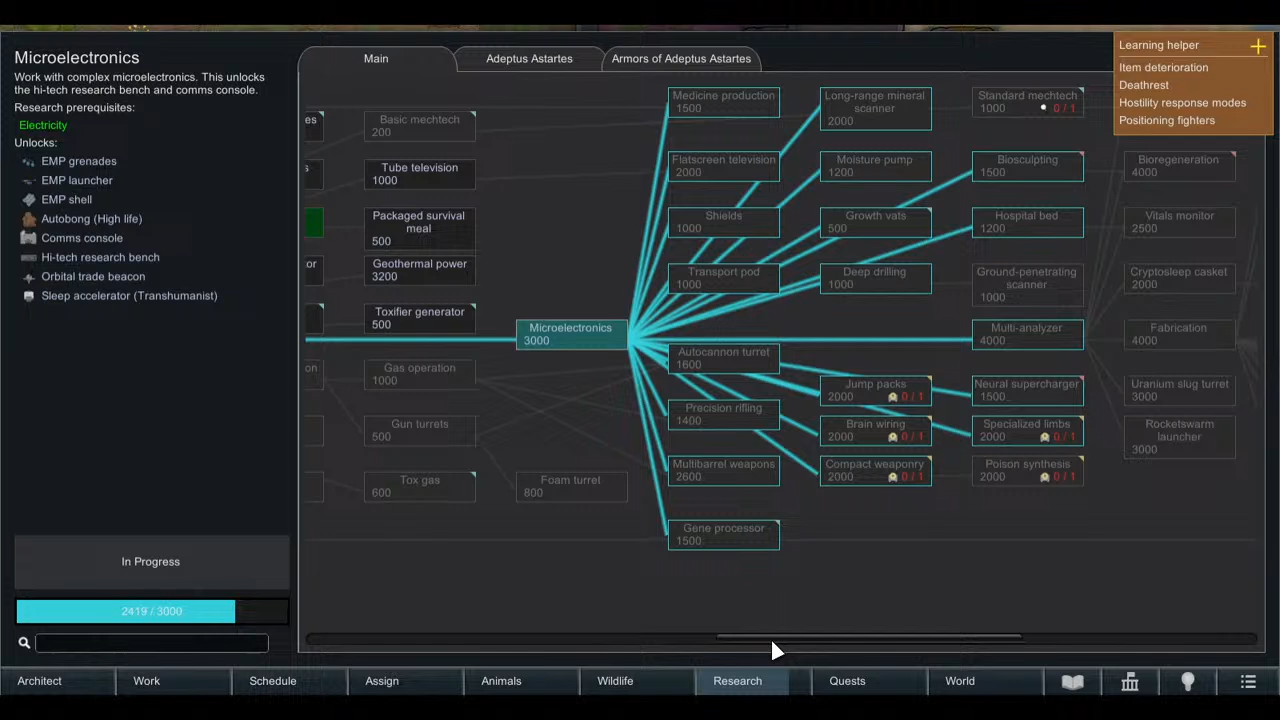 Microelectronics
Work with complex microelectronics. This unlocks
the hi-tech research bench and comms console.
Research prerequisites:
Electricity
Unlocks:
EMP grenades
EMP launcher
EMP shell
Autobong (High life)
Comms console
Hi-tech research bench
Orbital trade beacon
Sleep accelerator (Transhumanist)
In Progress
2419 / 3000
Main
Adeptus Astartes
Armors of Adeptus Astartes
es
s
or
on
Basic mechtech
200
Tube television
1000
Packaged survival
meal
500
Geothermal power
3200
Toxifier generator
500
Gas operation
1000
Gun turrets
500
Tox gas
600
Microelectronics
3000
Foam turret
800
Medicine production
1500
Flatscreen television
2000
Shields
1000
Transport pod
1000
Autocannon turret
1600
Precision rifling
1400
Multibarrel weapons
2600
Gene processor
1500
Long-range mineral
scanner
2000
Moisture pump
1200
Growth vats
500
Deep drilling
1000
Jump packs
2000 0 / 1
Brain wiring
2000 0 / 1
Compact weaponry
2000 0 / 1
Standard mechtech
1000 0 / 1
Biosculpting
1500
Hospital bed
1200
Ground-penetrating
scanner
1000
Multi-analyzer
4000
Neural supercharger
1500
Specialized limbs
2000 0 / 1
Poison synthesis
2000 0 / 1
Bioregeneration
4000
Vitals monitor
2500
Cryptosleep casket
2000
Fabrication
4000
Uranium slug turret
3000
Rocketswarm
launcher
3000
Learning helper
Item deterioration
Deathrest
Hostility response modes
Positioning fighters
Architect
Work
Schedule
Assign
Animals
Wildlife
Research
Quests
World